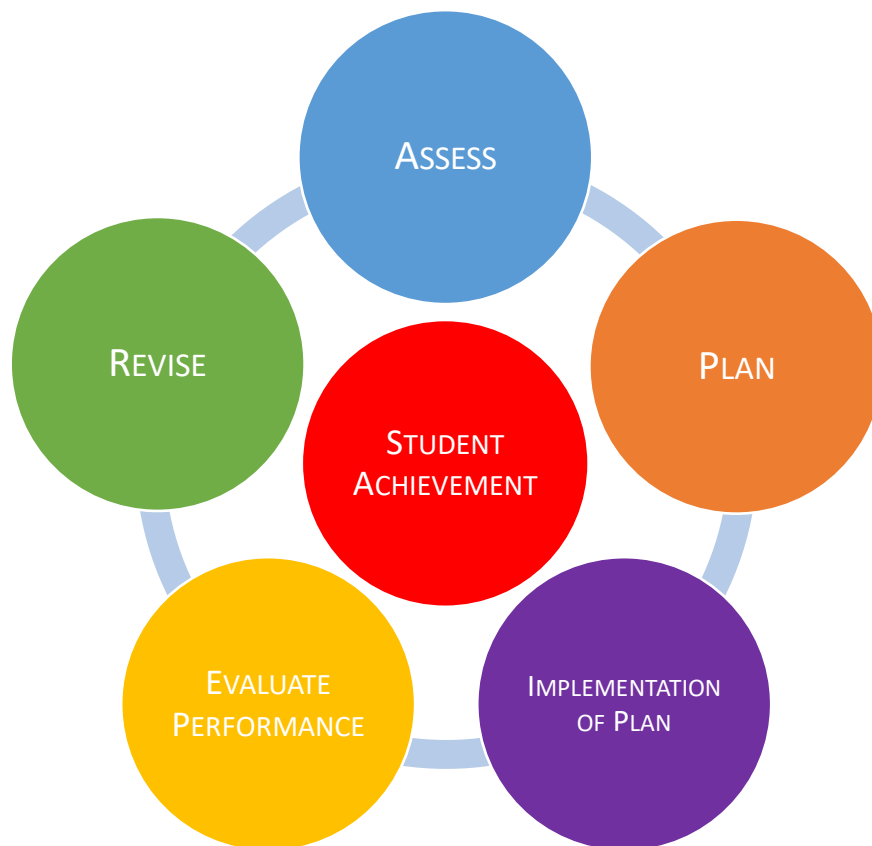 Assess
Plan
Revise
Student
Achievement
Implementation
of Plan
Evaluate
Performance